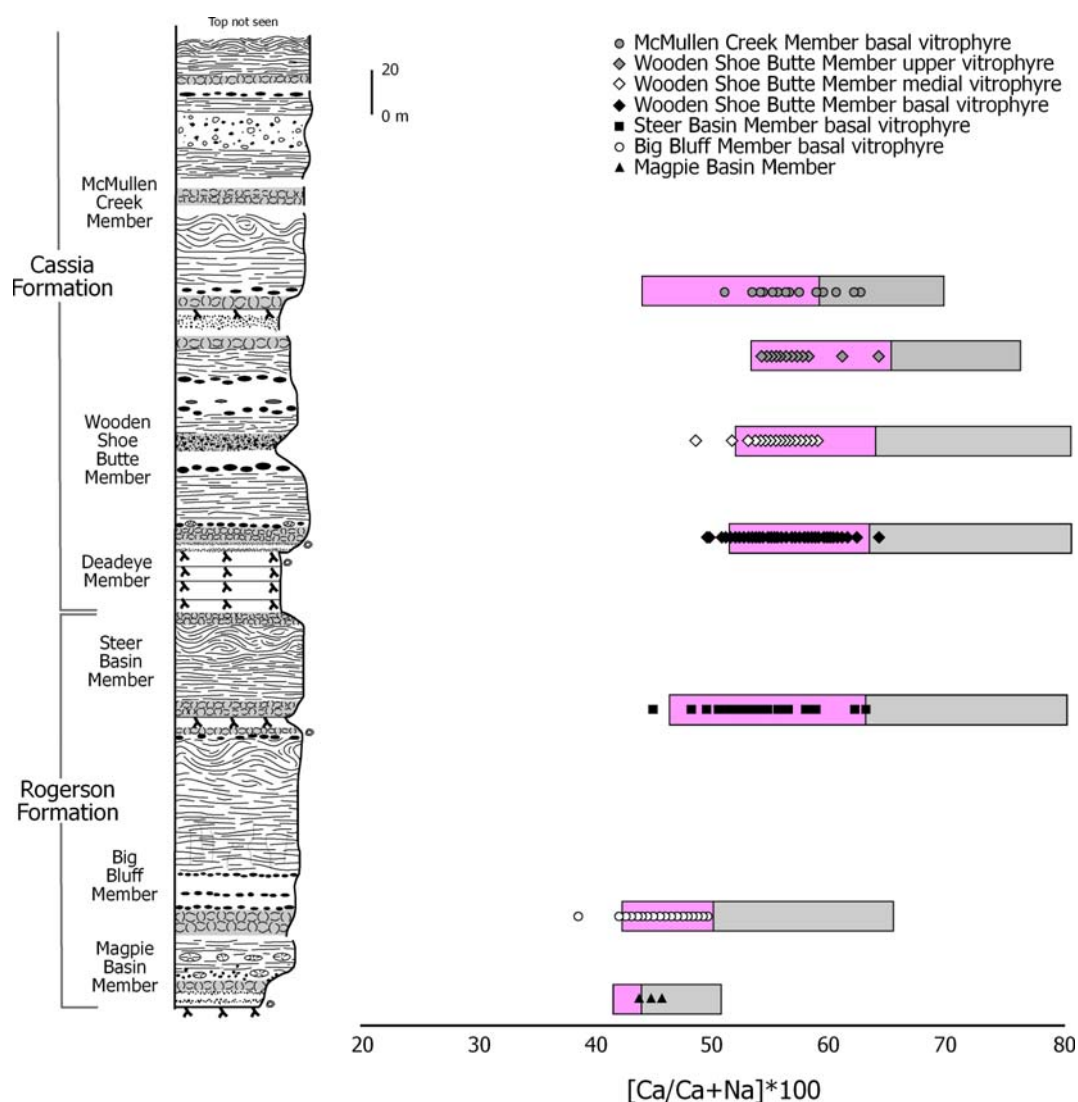 Top not seen
20
0 m
McMullen Creek Member basal vitrophyre
Wooden Shoe Butte Member upper vitrophyre
Wooden Shoe Butte Member medial vitrophyre
Wooden Shoe Butte Member basal vitrophyre
Steer Basin Member basal vitrophyre
Big Bluff Member basal vitrophyre
Magpie Basin Member
McMullen
Creek
Member
Cassia
Formation
Wooden
Shoe
Butte
Member
Deadeye
Member
Steer
Basin
Member
Rogerson
Formation
Big
Bluff
Member
Magpie
Basin
Member
20 40 50 60 70 80
[Ca/Ca+Na]*100